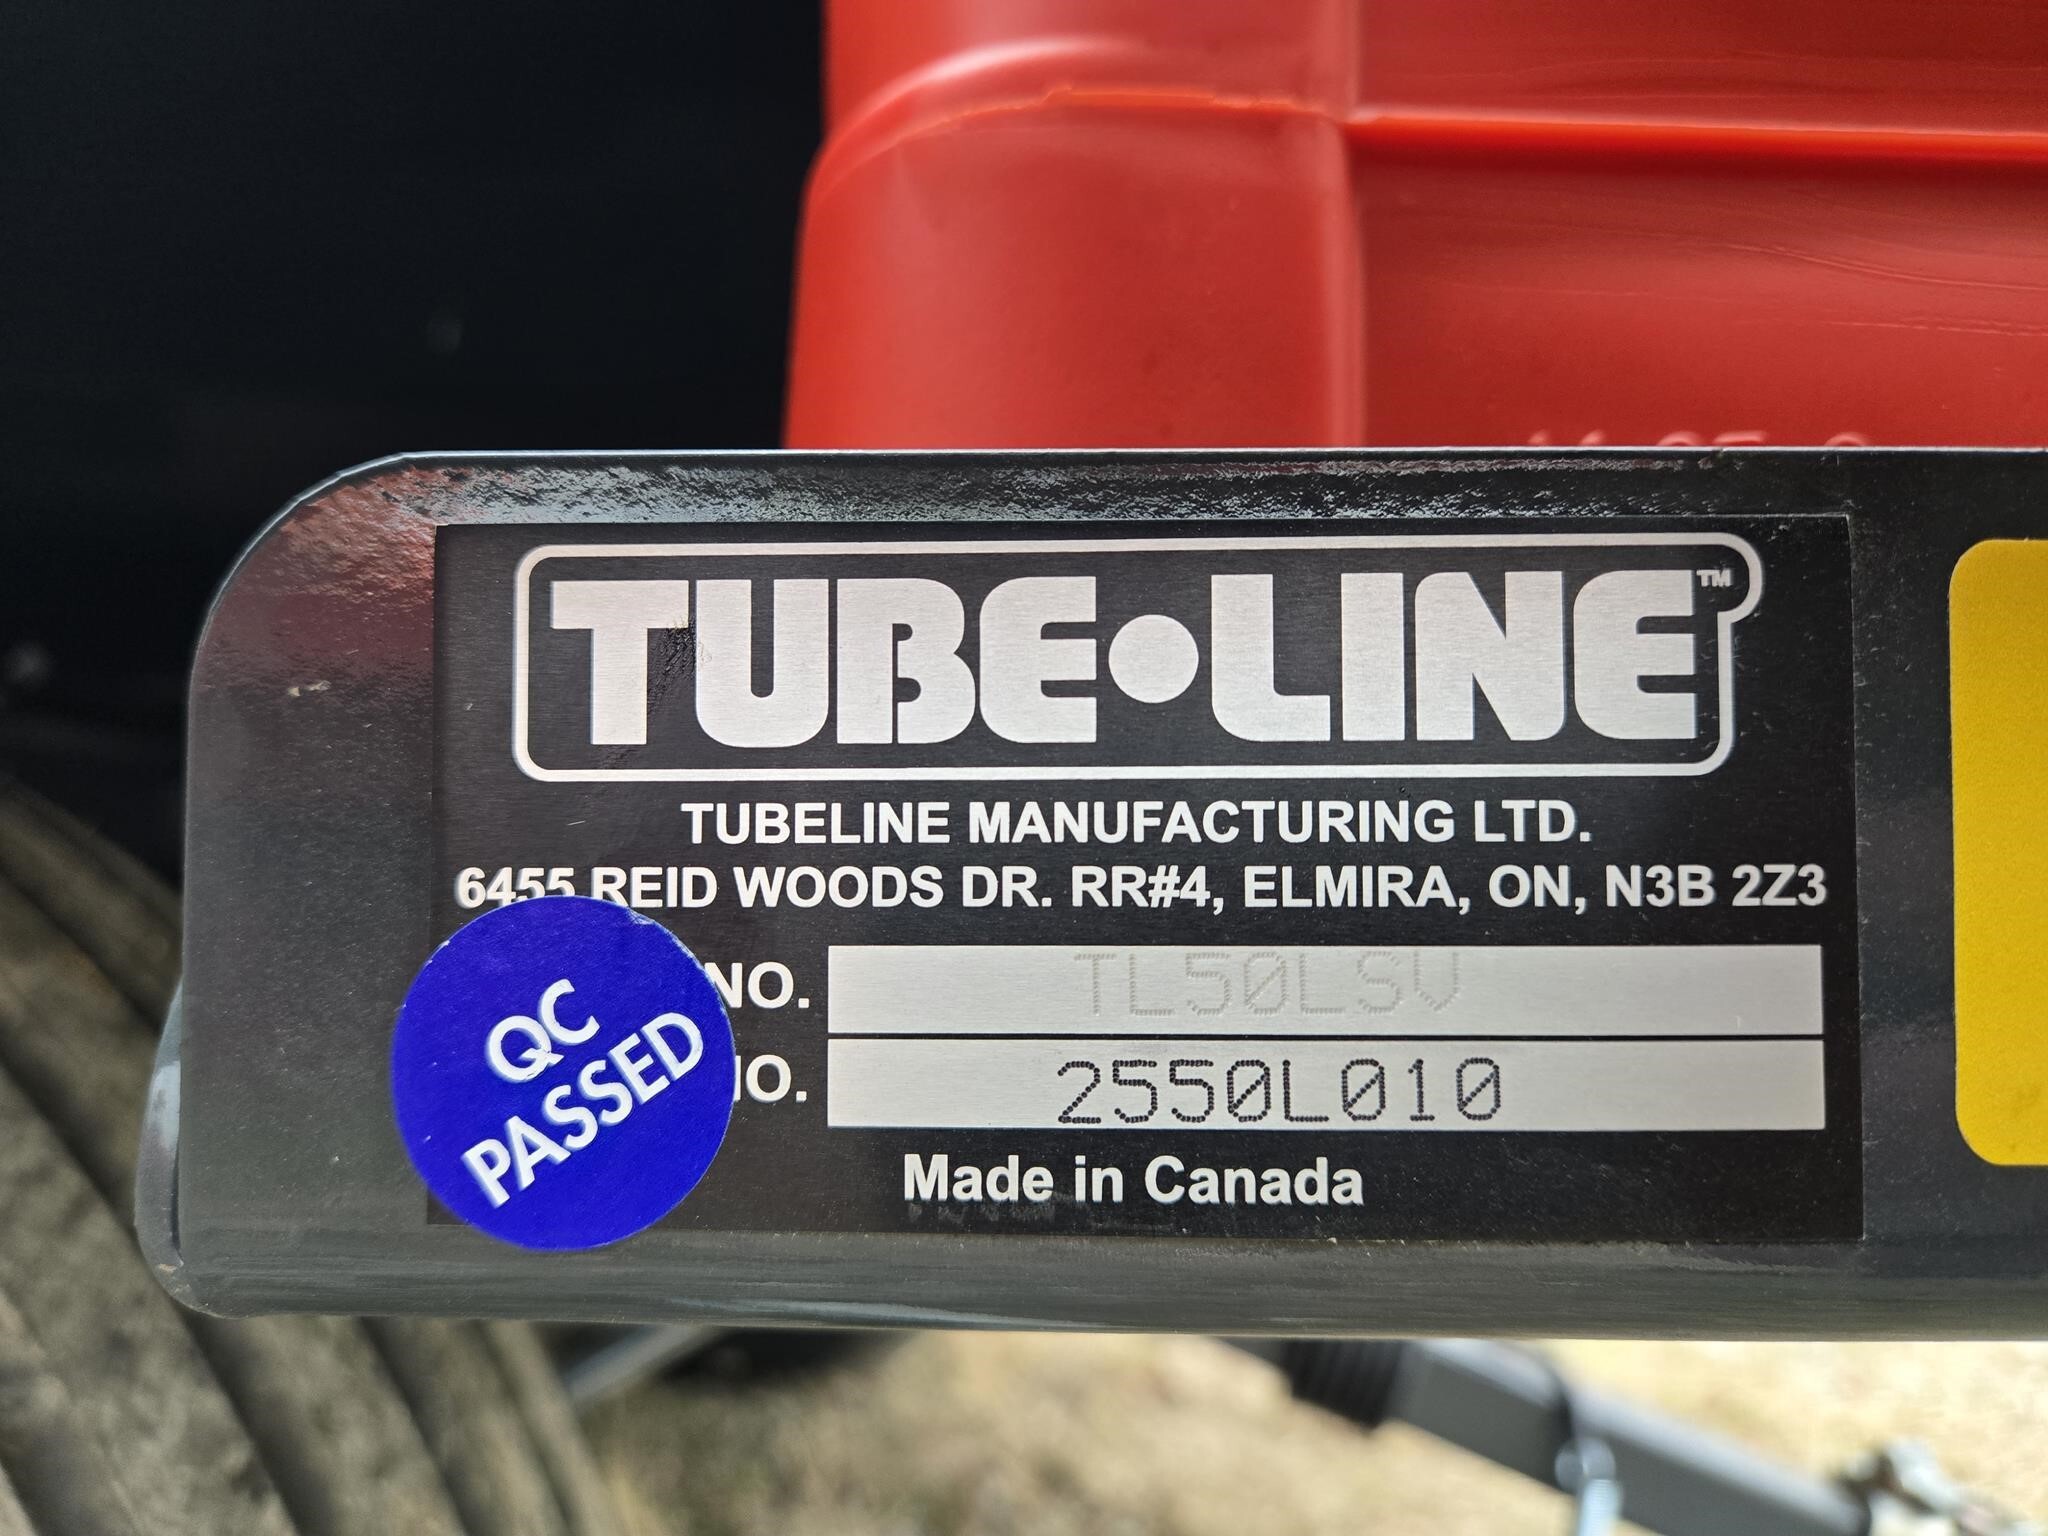 TUBE•LINE™
TUBELINE MANUFACTURING LTD.
6455 REID WOODS DR. RR#4, ELMIRA, ON, N3B 2Z3
NO. TL50LSV
NO. 2550L010
Made in Canada
QC
PASSED